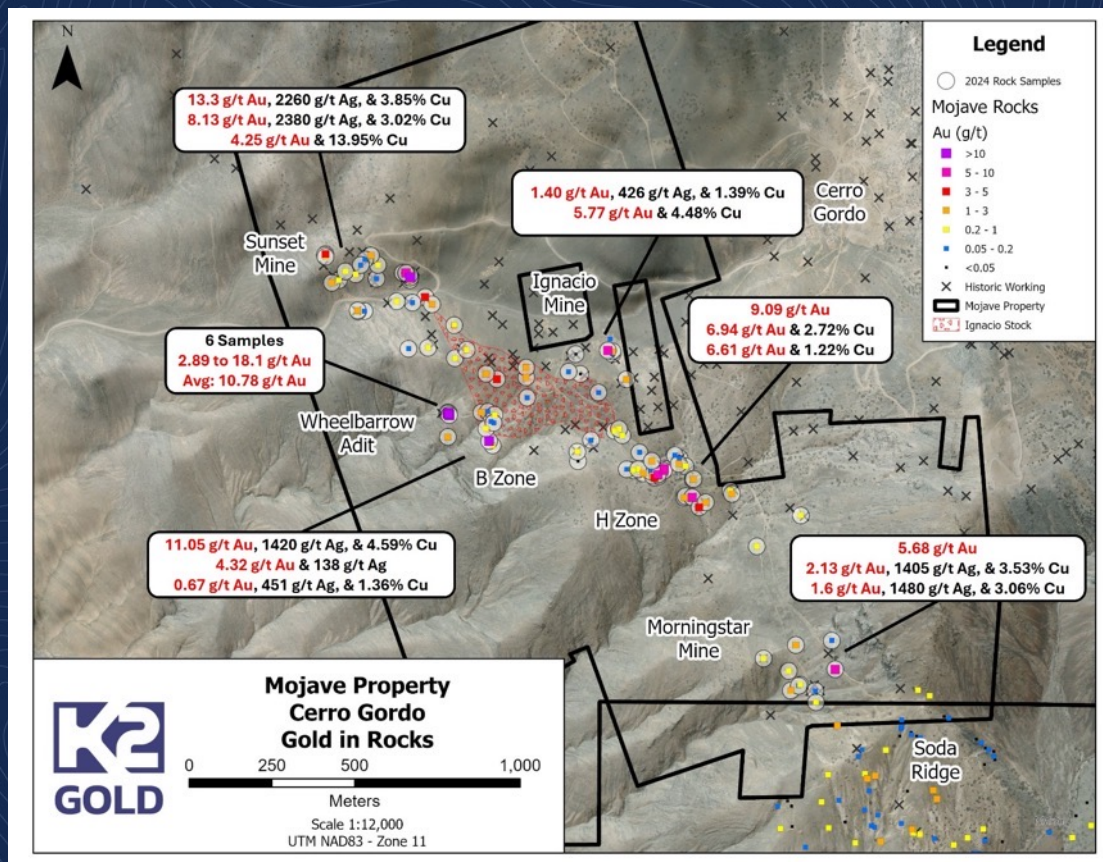 N
13.3 g/t Au, 2260 g/t Ag, & 3.85% Cu
8.13 g/t Au, 2380 g/t Ag, & 3.02% Cu
4.25 g/t Au & 13.95% Cu
1.40 g/t Au, 426 g/t Ag, & 1.39% Cu
5.77 g/t Au & 4.48% Cu
Cerro
Gordo
Sunset
Mine
Ignacio
Mine
9.09 g/t Au
6.94 g/t Au & 2.72% Cu
6.61 g/t Au & 1.22% Cu
6 Samples
2.89 to 18.1 g/t Au
Avg: 10.78 g/t Au
Wheelbarrow
Adit
B Zone
H Zone
11.05 g/t Au, 1420 g/t Ag, & 4.59% Cu
4.32 g/t Au & 138 g/t Ag
0.67 g/t Au, 451 g/t Ag, & 1.36% Cu
5.68 g/t Au
2.13 g/t Au, 1405 g/t Ag, & 3.53% Cu
1.6 g/t Au, 1480 g/t Ag, & 3.06% Cu
Morningstar
Mine
Soda
Ridge
Legend
2024 Rock Samples
Mojave Rocks
Au (g/t)
>10
5 - 10
3 - 5
1 - 3
0.2 - 1
0.05 - 0.2
<0.05
Historic Working
Mojave Property
Ignacio Stock
K2
GOLD
Mojave Property
Cerro Gordo
Gold in Rocks
0 250 500 1,000
Meters
Scale 1:12,000
UTM NAD83 - Zone 11